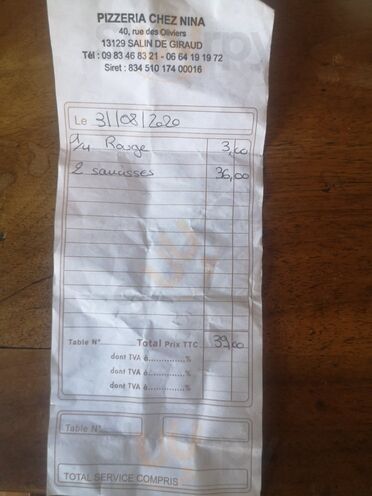 PIZZERIA CHEZ NINA
40, rue des Oliviers
13129 SALIN DE GIRAUD
Tél : 09 83 46 83 21 - 06 64 19 19 72
Siret : 834 510 174 00016
Le 31/08/2020
1/4 Rouge 3,00
2 saucisses 36,00
Table N° Total Prix TTC 39,00
dont TVA à..............%
dont TVA à..............%
dont TVA à..............%
Table N°
TOTAL SERVICE COMPRIS